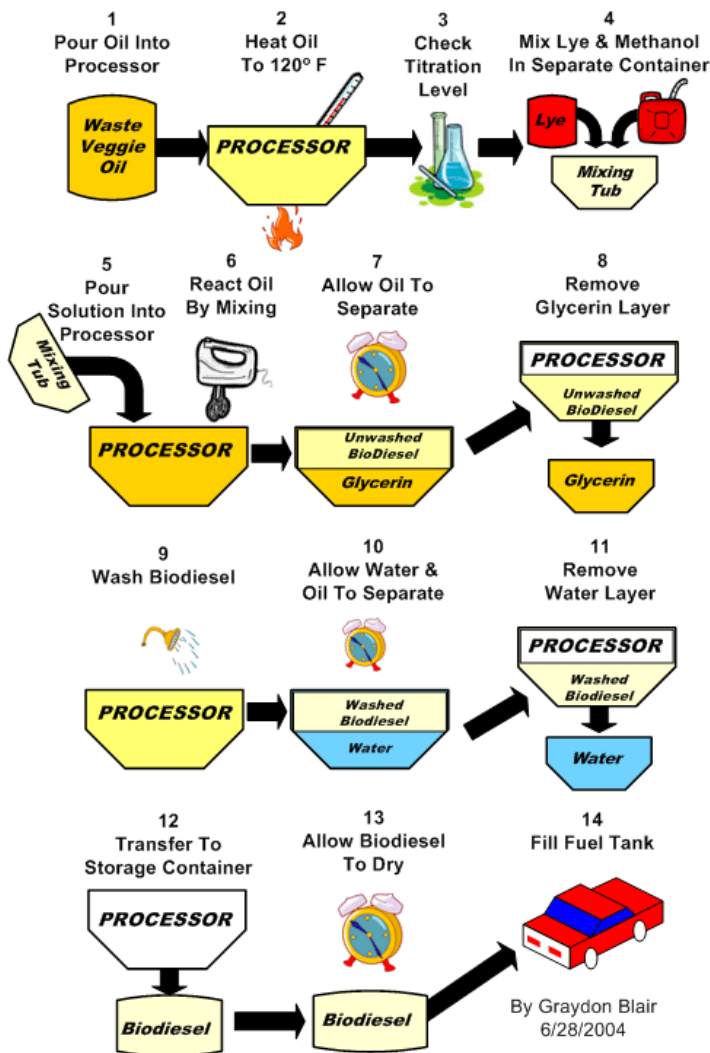 1
Pour Oil Into
Processor
2
Heat Oil
To 120º F
3
Check
Titration
Level
4
Mix Lye & Methanol
In Separate Container
Waste
Veggie
Oil
PROCESSOR
Lye
Mixing
Tub
5
Pour
Solution Into
Processor
6
React Oil
By Mixing
7
Allow Oil To
Separate
8
Remove
Glycerin Layer
Mixing
Tub
PROCESSOR
Unwashed
BioDiesel
Glycerin
PROCESSOR
Unwashed
BioDiesel
Glycerin
9
Wash Biodiesel
10
Allow Water &
Oil To Separate
11
Remove
Water Layer
PROCESSOR
Washed
Biodiesel
Water
PROCESSOR
Washed
Biodiesel
Water
12
Transfer To
Storage Container
13
Allow Biodiesel
To Dry
14
Fill Fuel Tank
PROCESSOR
Biodiesel
Biodiesel
By Graydon Blair
6/28/2004